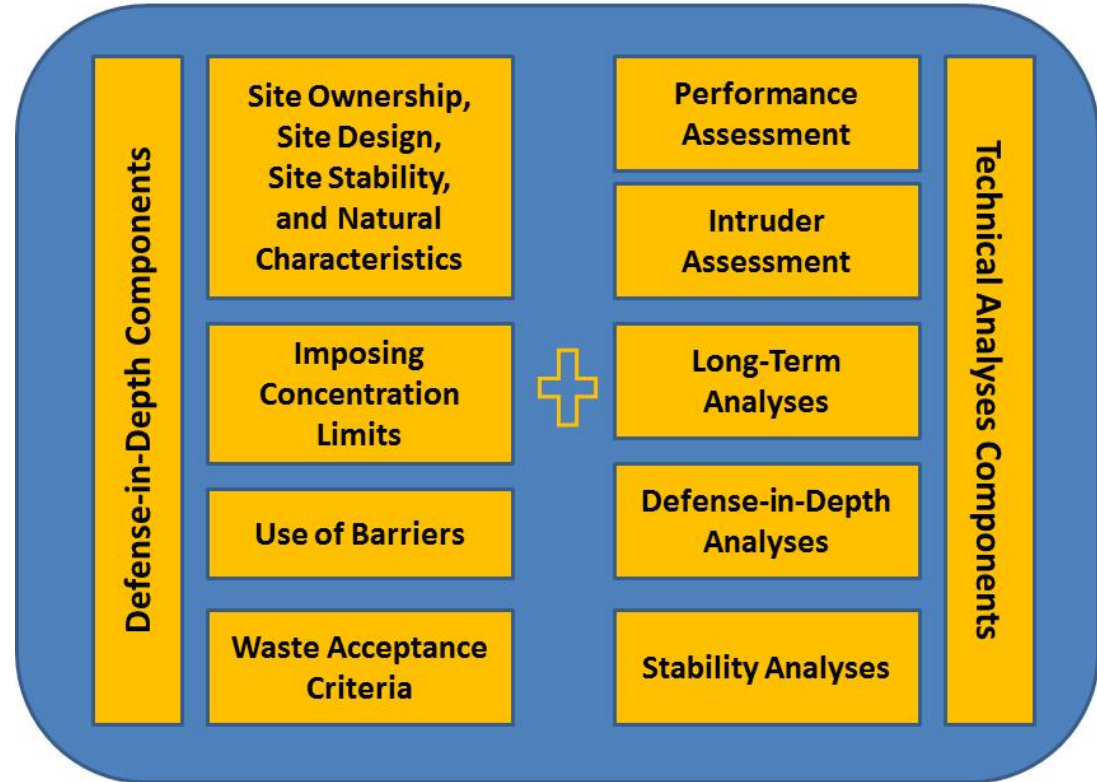 Defense-in-Depth Components
Site Ownership,
Site Design,
Site Stability,
and Natural
Characteristics
Imposing
Concentration
Limits
Use of Barriers
Waste Acceptance
Criteria
Performance
Assessment
Intruder
Assessment
Long-Term
Analyses
Defense-in-Depth
Analyses
Stability Analyses
Technical Analyses Components